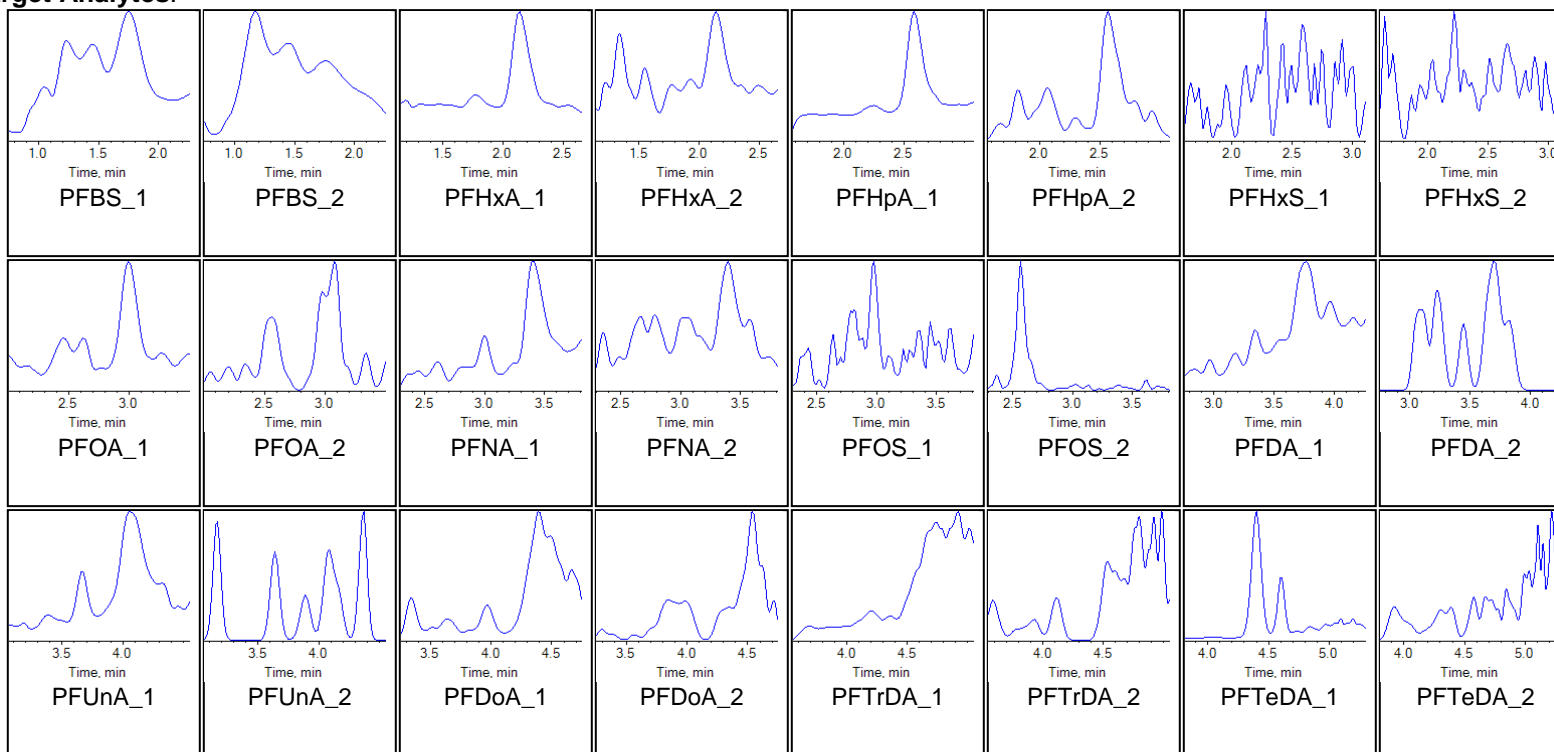 rget Analytes:
1.0 1.5 2.0 1.0 1.5 2.0 1.5 2.0 2.5 1.5 2.0 2.5 2.0 2.5 2.0 2.5 2.0 2.5 3.0 2.0 2.5 3.0
Time, min Time, min Time, min Time, min Time, min Time, min Time, min Time, min
PFBS_1 PFBS_2 PFHxA_1 PFHxA_2 PFHpA_1 PFHpA_2 PFHxS_1 PFHxS_2
2.5 3.0 2.5 3.0 2.5 3.0 3.5 2.5 3.0 3.5 2.5 3.0 3.5 2.5 3.0 3.5 3.0 3.5 4.0 3.0 3.5 4.0
Time, min Time, min Time, min Time, min Time, min Time, min Time, min Time, min
PFOA_1 PFOA_2 PFNA_1 PFNA_2 PFOS_1 PFOS_2 PFDA_1 PFDA_2
3.5 4.0 3.5 4.0 3.5 4.0 4.5 3.5 4.0 4.5 4.0 4.5 4.0 4.5 4.0 4.5 5.0 4.0 4.5 5.0
Time, min Time, min Time, min Time, min Time, min Time, min Time, min Time, min
PFUnA_1 PFUnA_2 PFDoA_1 PFDoA_2 PFTrDA_1 PFTrDA_2 PFTeDA_1 PFTeDA_2